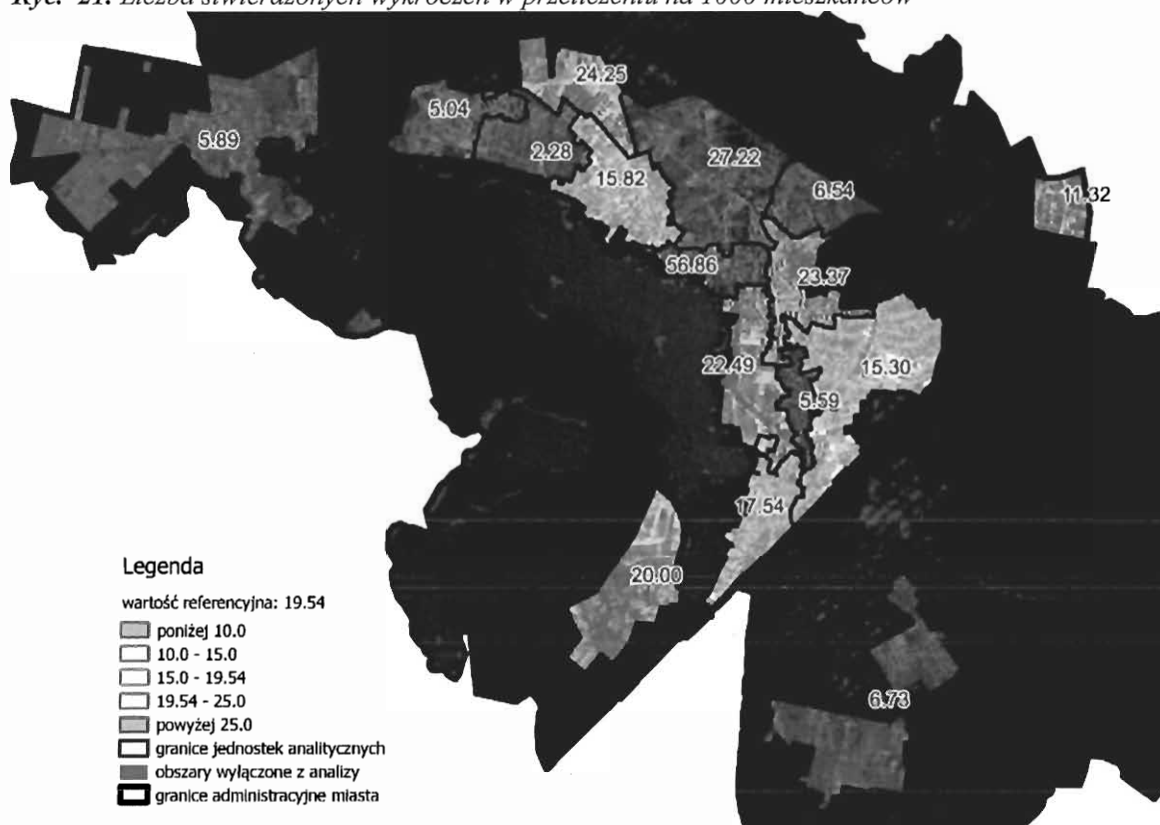 Ryc. 21. Liczba stwierdzonych wykroczeń w przeliczeniu na 1000 mieszkańców
24.25
5.04
5.89
2.28
27.22
15.82
6.54
11.32
56.86
23.37
22.49
15.30
5.59
17.54
20.00
6.73
Legenda
wartość referencyjna: 19.54
poniżej 10.0
10.0 - 15.0
15.0 - 19.54
19.54 - 25.0
powyżej 25.0
granice jednostek analitycznych
obszary wyłączone z analizy
granice administracyjne miasta